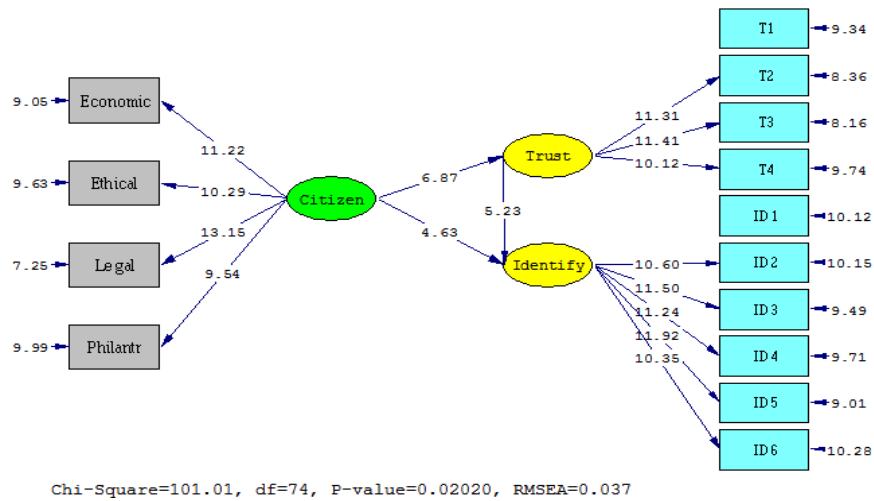 T1
9.34
T2
8.36
9.05
Economic
11.31
T3
8.16
11.22
Trust
11.41
T4
9.74
10.12
9.63
Ethical
10.29
6.87
Citizen
5.23
ID1
10.12
13.15
4.63
7.25
Legal
9.54
Identify
10.60
ID2
10.15
11.50
ID3
9.49
11.24
11.92
ID4
9.71
9.99
Philantr
10.35
ID5
9.01
ID6
10.28
Chi-Square=101.01, df=74, P-value=0.02020, RMSEA=0.037